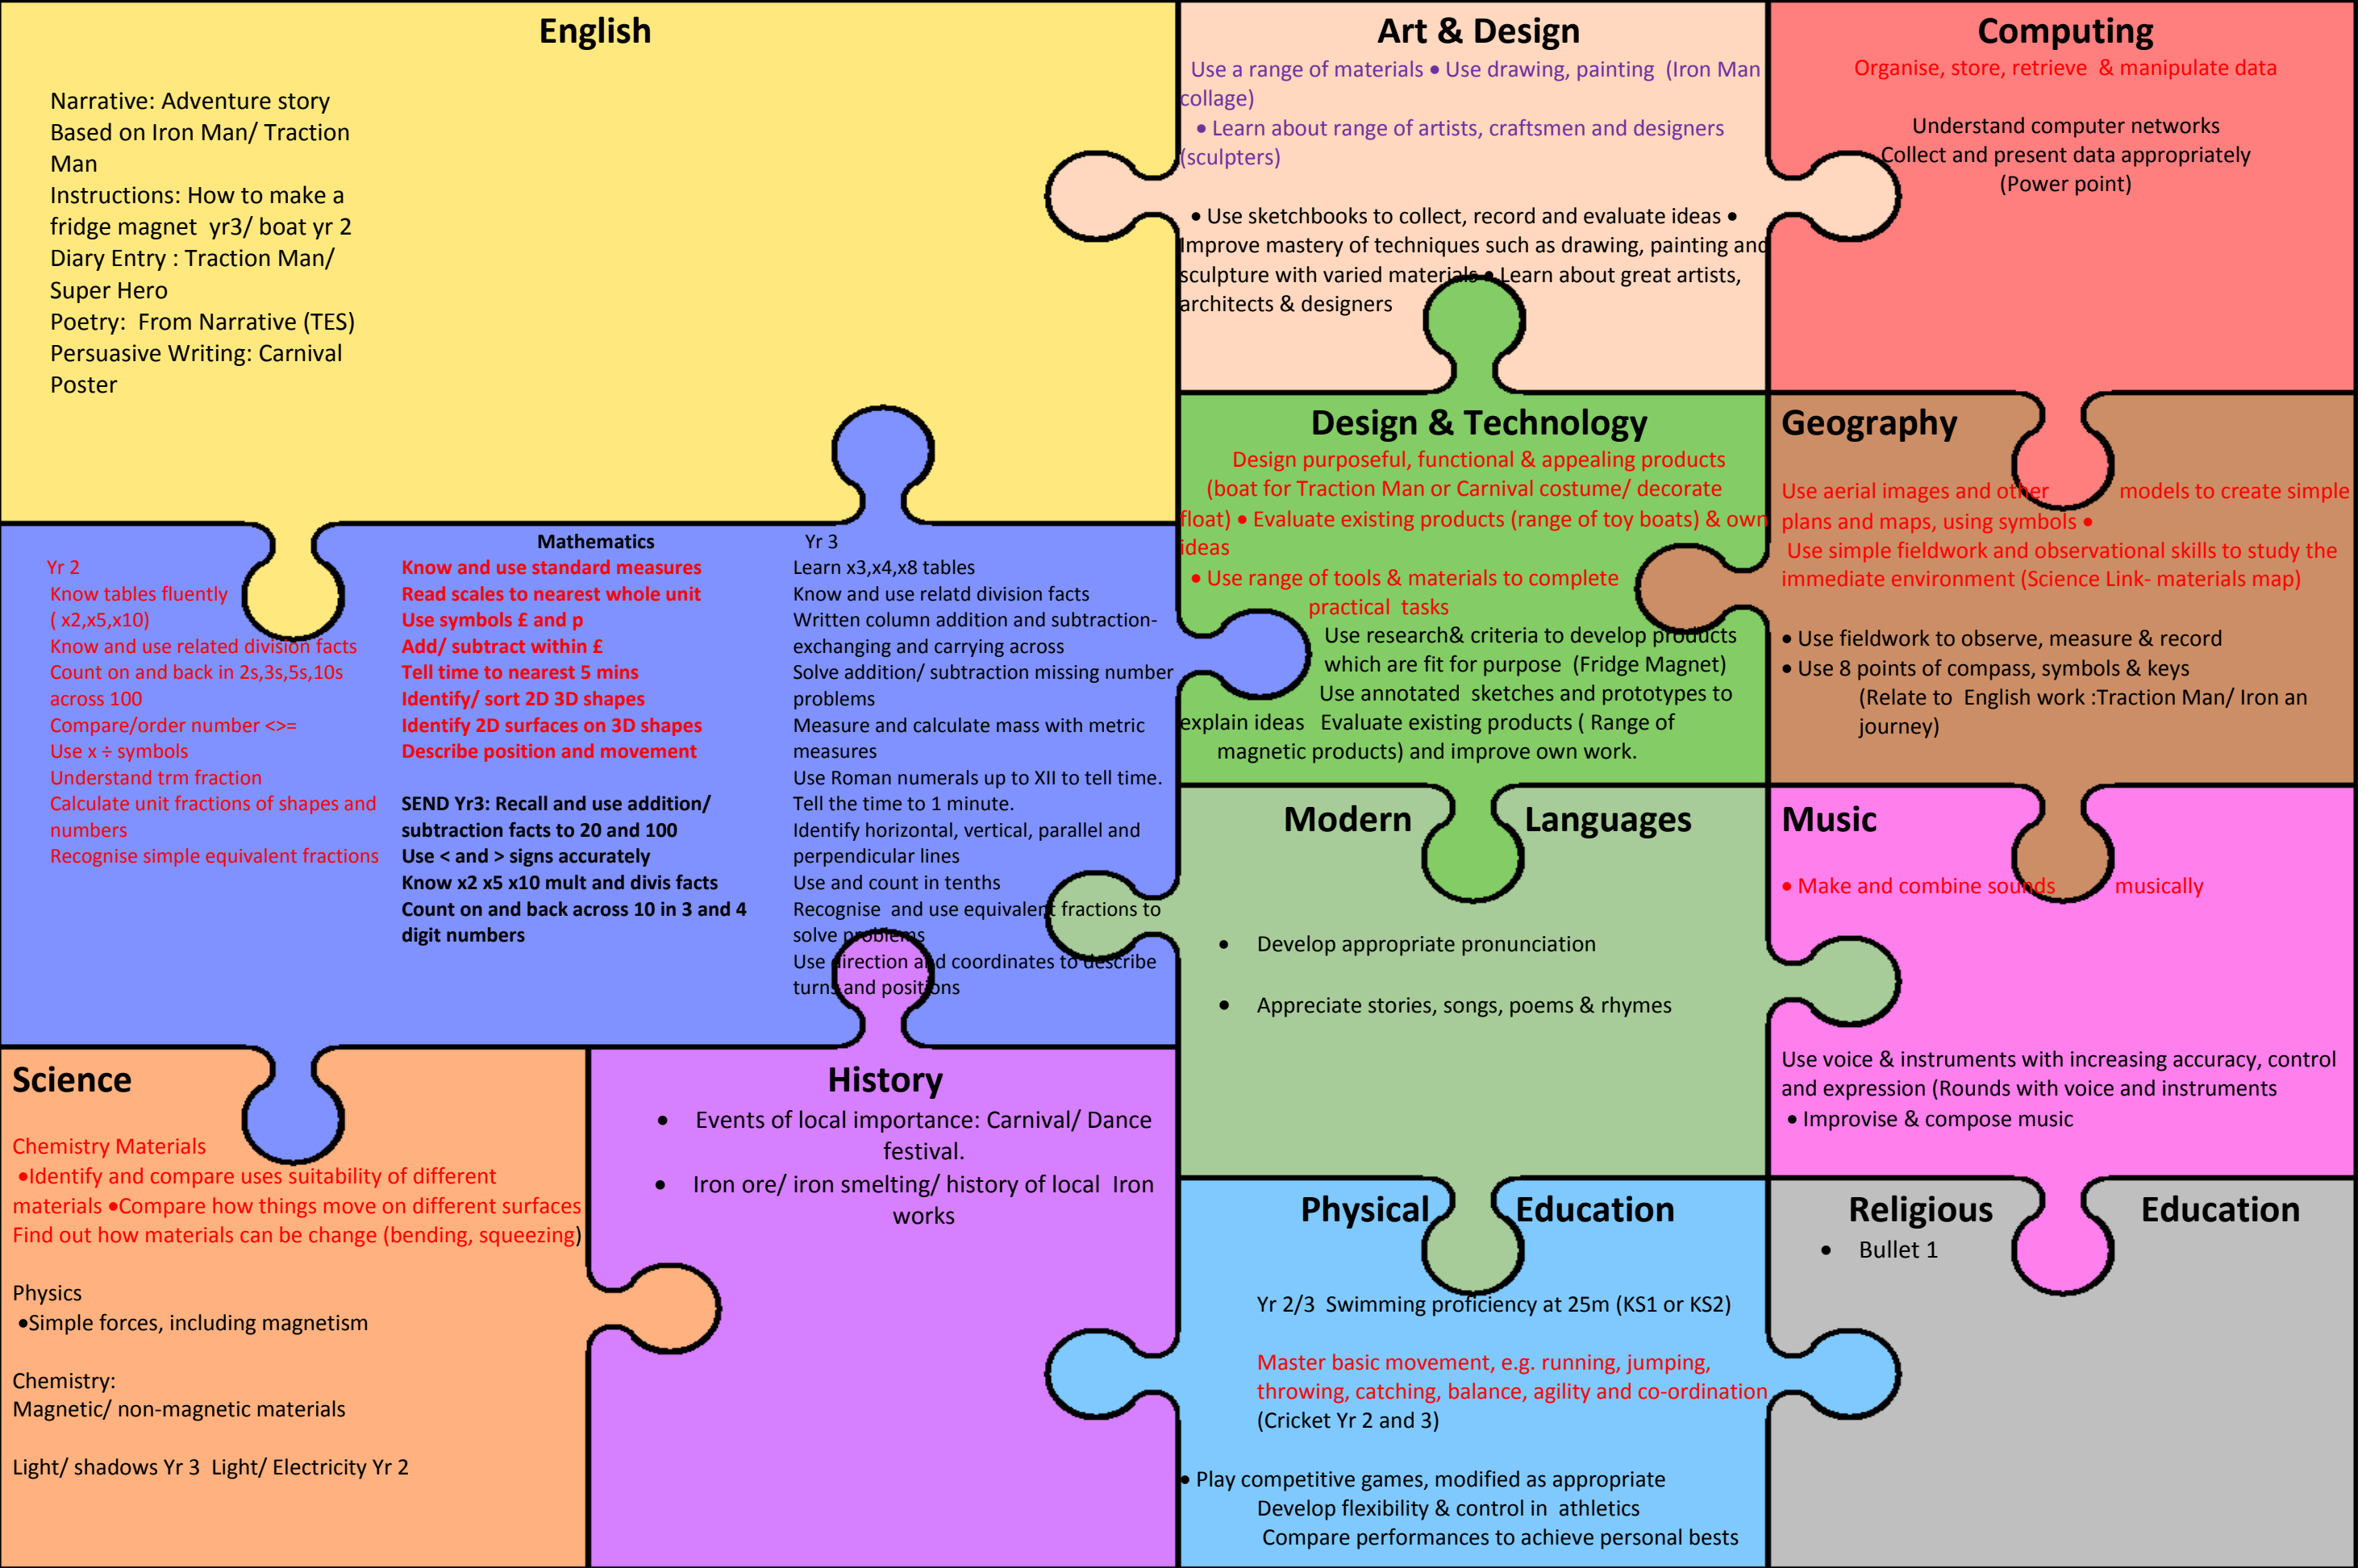 English
Narrative: Adventure story
Based on Iron Man/ Traction
Man
Instructions: How to make a
fridge magnet yr3/ boat yr 2
Diary Entry : Traction Man/
Super Hero
Poetry: From Narrative (TES)
Persuasive Writing: Carnival
Poster
Art & Design
Use a range of materials • Use drawing, painting (Iron Man
collage)
• Learn about range of artists, craftsmen and designers
(sculpters)
• Use sketchbooks to collect, record and evaluate ideas •
Improve mastery of techniques such as drawing, painting and
sculpture with varied materials • Learn about great artists,
architects & designers
Computing
Organise, store, retrieve & manipulate data
Understand computer networks
Collect and present data appropriately
(Power point)
Design & Technology
Design purposeful, functional & appealing products
(boat for Traction Man or Carnival costume/ decorate
float) • Evaluate existing products (range of toy boats) & own
ideas
• Use range of tools & materials to complete
practical tasks
Use research& criteria to develop products
which are fit for purpose (Fridge Magnet)
Use annotated sketches and prototypes to
explain ideas Evaluate existing products ( Range of
magnetic products) and improve own work.
Geography
Use aerial images and other models to create simple
plans and maps, using symbols •
Use simple fieldwork and observational skills to study the
immediate environment (Science Link- materials map)
• Use fieldwork to observe, measure & record
• Use 8 points of compass, symbols & keys
(Relate to English work :Traction Man/ Iron an
journey)
Yr 2
Know tables fluently
( x2,x5,x10)
Know and use related division facts
Count on and back in 2s,3s,5s,10s
across 100
Compare/order number <>=
Use x ÷ symbols
Understand trm fraction
Calculate unit fractions of shapes and
numbers
Recognise simple equivalent fractions
Mathematics
Know and use standard measures
Read scales to nearest whole unit
Use symbols £ and p
Add/ subtract within £
Tell time to nearest 5 mins
Identify/ sort 2D 3D shapes
Identify 2D surfaces on 3D shapes
Describe position and movement
SEND Yr3: Recall and use addition/
subtraction facts to 20 and 100
Use < and > signs accurately
Know x2 x5 x10 mult and divis facts
Count on and back across 10 in 3 and 4
digit numbers
Yr 3
Learn x3,x4,x8 tables
Know and use relatd division facts
Written column addition and subtraction-
exchanging and carrying across
Solve addition/ subtraction missing number
problems
Measure and calculate mass with metric
measures
Use Roman numerals up to XII to tell time.
Tell the time to 1 minute.
Identify horizontal, vertical, parallel and
perpendicular lines
Use and count in tenths
Recognise and use equivalent fractions to
solve problems
Use direction and coordinates to describe
turns and positions
Modern Languages
• Develop appropriate pronunciation
• Appreciate stories, songs, poems & rhymes
Music
• Make and combine sounds musically
Use voice & instruments with increasing accuracy, control
and expression (Rounds with voice and instruments
• Improvise & compose music
Science
Chemistry Materials
•Identify and compare uses suitability of different
materials •Compare how things move on different surfaces
Find out how materials can be change (bending, squeezing)
Physics
•Simple forces, including magnetism
Chemistry:
Magnetic/ non-magnetic materials
Light/ shadows Yr 3 Light/ Electricity Yr 2
History
• Events of local importance: Carnival/ Dance
festival.
• Iron ore/ iron smelting/ history of local Iron
works
Physical Education
Yr 2/3 Swimming proficiency at 25m (KS1 or KS2)
Master basic movement, e.g. running, jumping,
throwing, catching, balance, agility and co-ordination
(Cricket Yr 2 and 3)
• Play competitive games, modified as appropriate
Develop flexibility & control in athletics
Compare performances to achieve personal bests
Religious Education
• Bullet 1